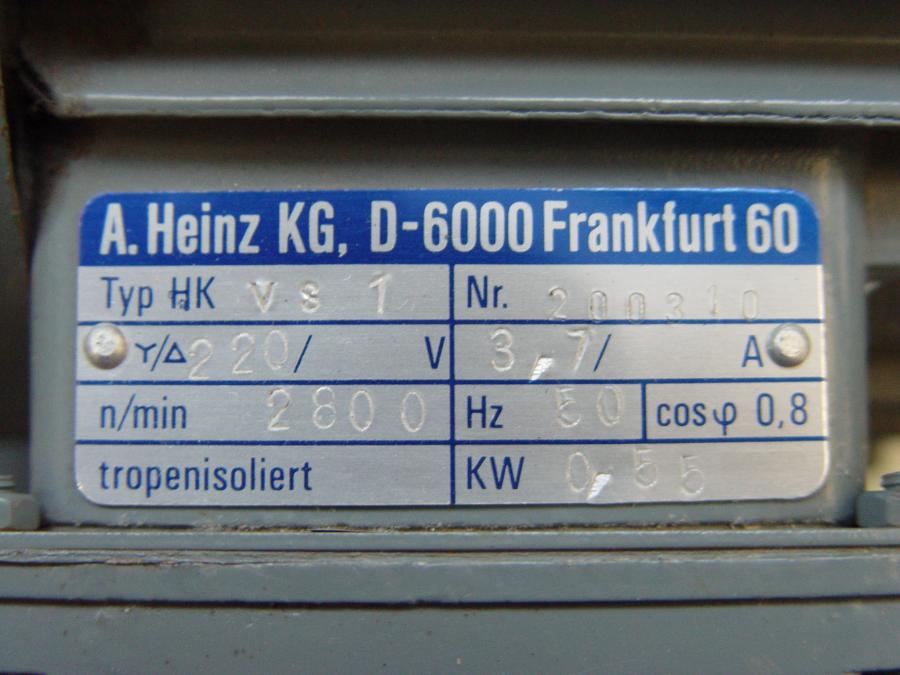 A. Heinz KG, D-6000 Frankfurt 60
Typ HK VS 1 Nr. 200310
Y/Δ 220/ V 3,7/ A
n/min 2800 Hz 50 cosφ 0,8
tropenisoliert KW 0,55